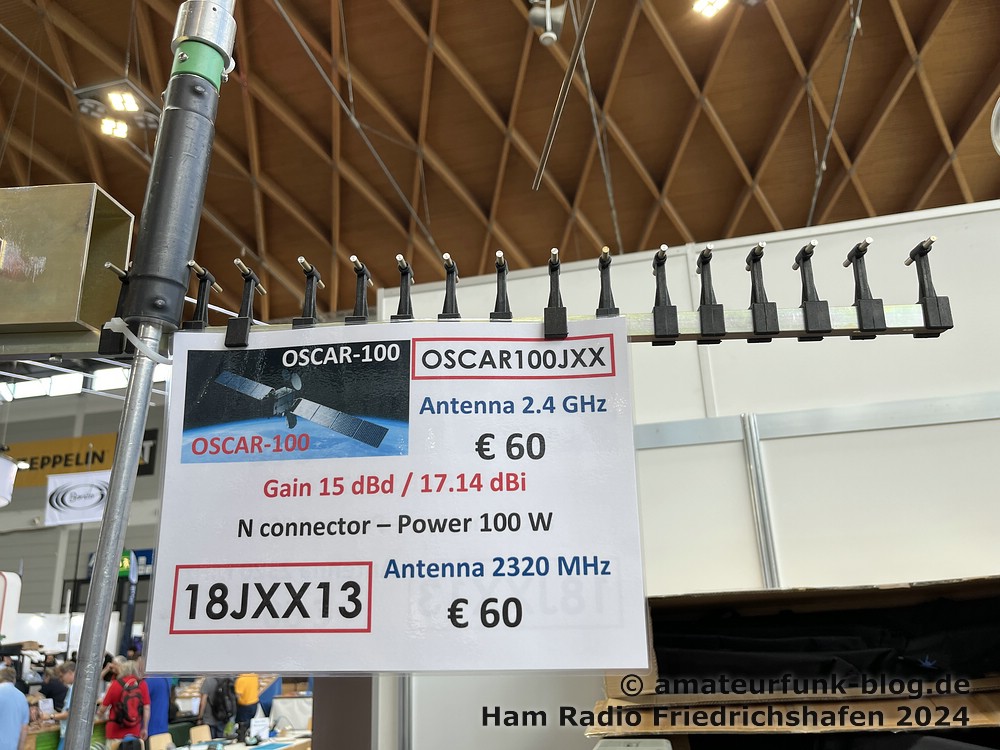 OSCAR-100
OSCAR-100
OSCAR100JXX
Antenna 2.4 GHz
€ 60
Gain 15 dBd / 17.14 dBi
N connector – Power 100 W
18JXX13
Antenna 2320 MHz
€ 60
ZEPPELIN
© amateurfunk-blog.de
Ham Radio Friedrichshafen 2024